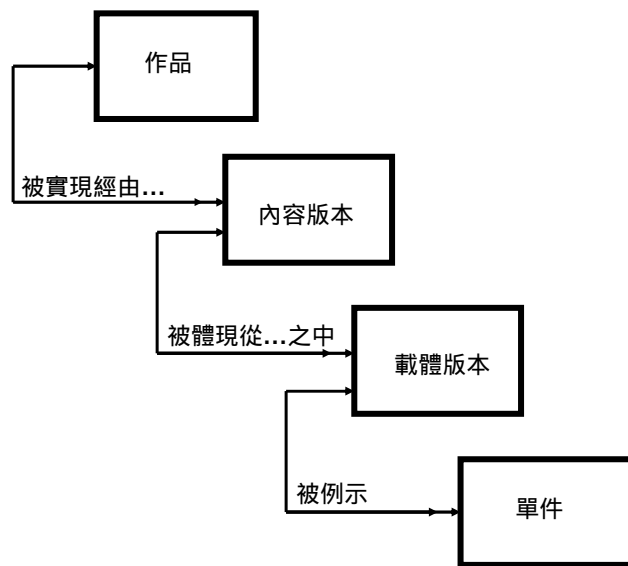 作品
被實現經由...
內容版本
被體現從...之中
載體版本
被例示
單件